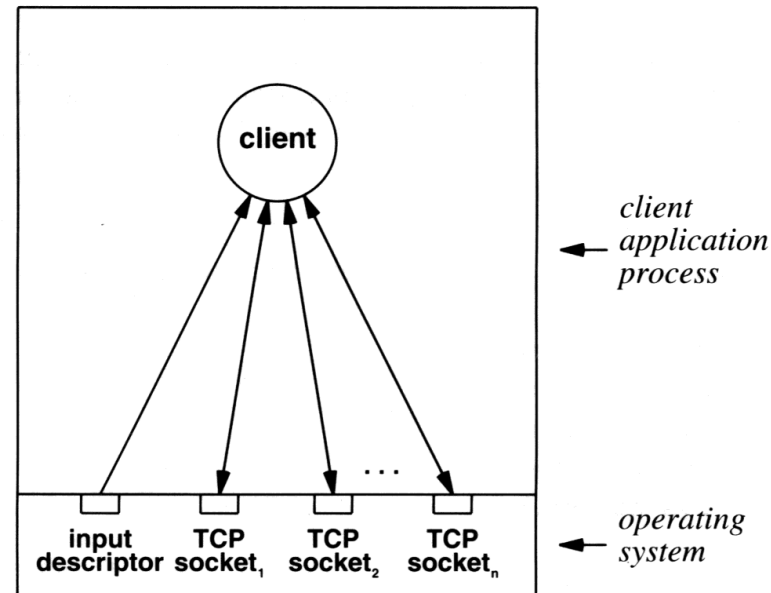 client
client
application
process
...
input
descriptor
TCP
socket₁
TCP
socket₂
TCP
socketₙ
operating
system